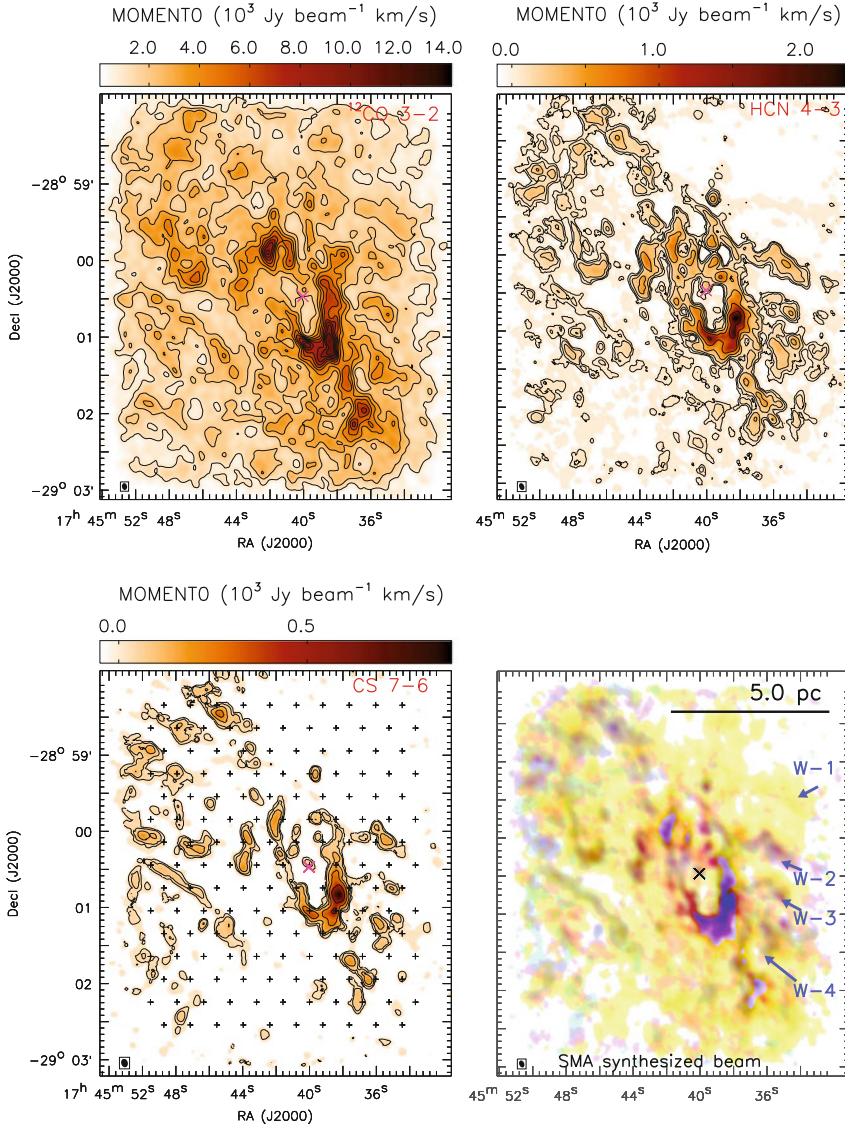 MOMENT0 (10³ Jy beam⁻¹ km/s)
2.0 4.0 6.0 8.0 10.0 12.0 14.0
¹²CO 3-2
Decl (J2000)
-28° 59'
00
01
02
-29° 03'
17ʰ 45ᵐ 52ˢ 48ˢ 44ˢ 40ˢ 36ˢ
RA (J2000)
MOMENT0 (10³ Jy beam⁻¹ km/s)
0.0 1.0 2.0
HCN 4-3
45ᵐ 52ˢ 48ˢ 44ˢ 40ˢ 36ˢ
RA (J2000)
MOMENT0 (10³ Jy beam⁻¹ km/s)
0.0 0.5
CS 7-6
Decl (J2000)
-28° 59'
00
01
02
-29° 03'
17ʰ 45ᵐ 52ˢ 48ˢ 44ˢ 40ˢ 36ˢ
RA (J2000)
5.0 pc
W-1
W-2
W-3
W-4
SMA synthesized beam
45ᵐ 52ˢ 48ˢ 44ˢ 40ˢ 36ˢ